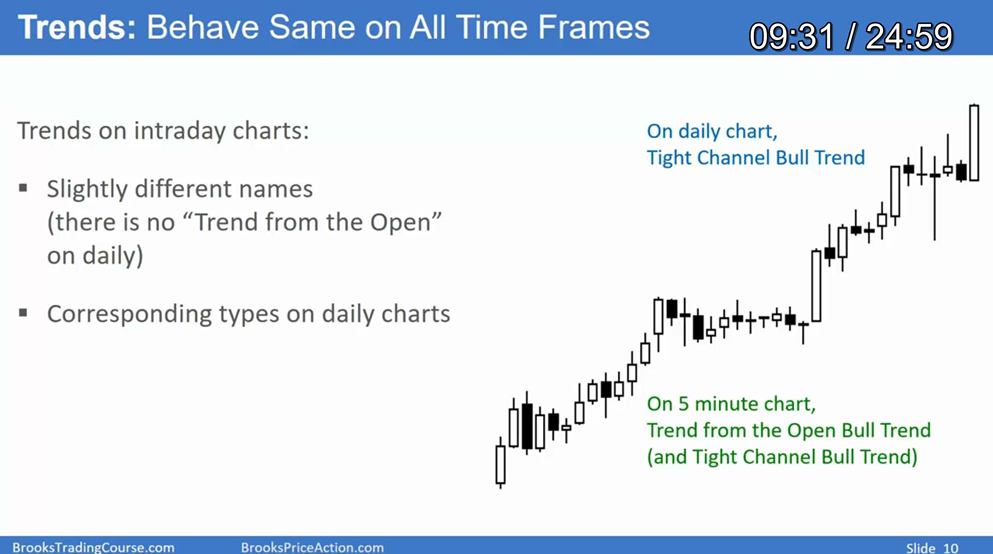 Trends: Behave Same on All Time Frames
09:31 / 24:59
Trends on intraday charts:
▪ Slightly different names
(there is no “Trend from the Open”
on daily)
▪ Corresponding types on daily charts
On daily chart,
Tight Channel Bull Trend
On 5 minute chart,
Trend from the Open Bull Trend
(and Tight Channel Bull Trend)
BrooksTradingCourse.com
BrooksPriceAction.com
Slide 10